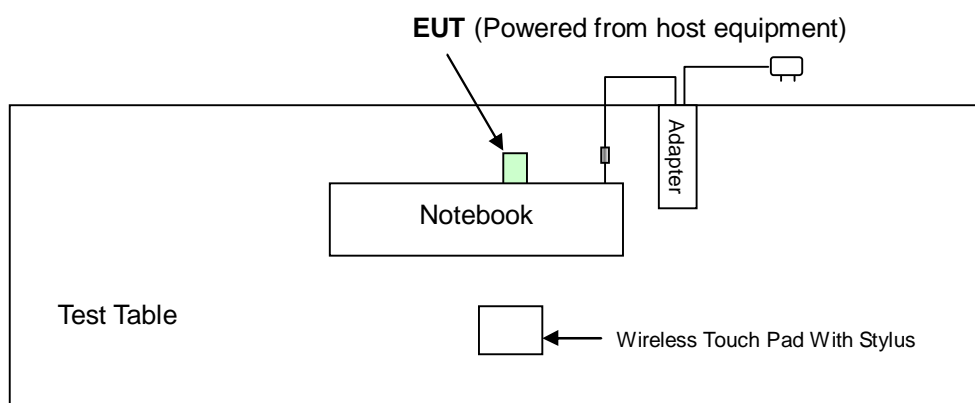 EUT (Powered from host equipment)
Adapter
Notebook
Test Table
Wireless Touch Pad With Stylus